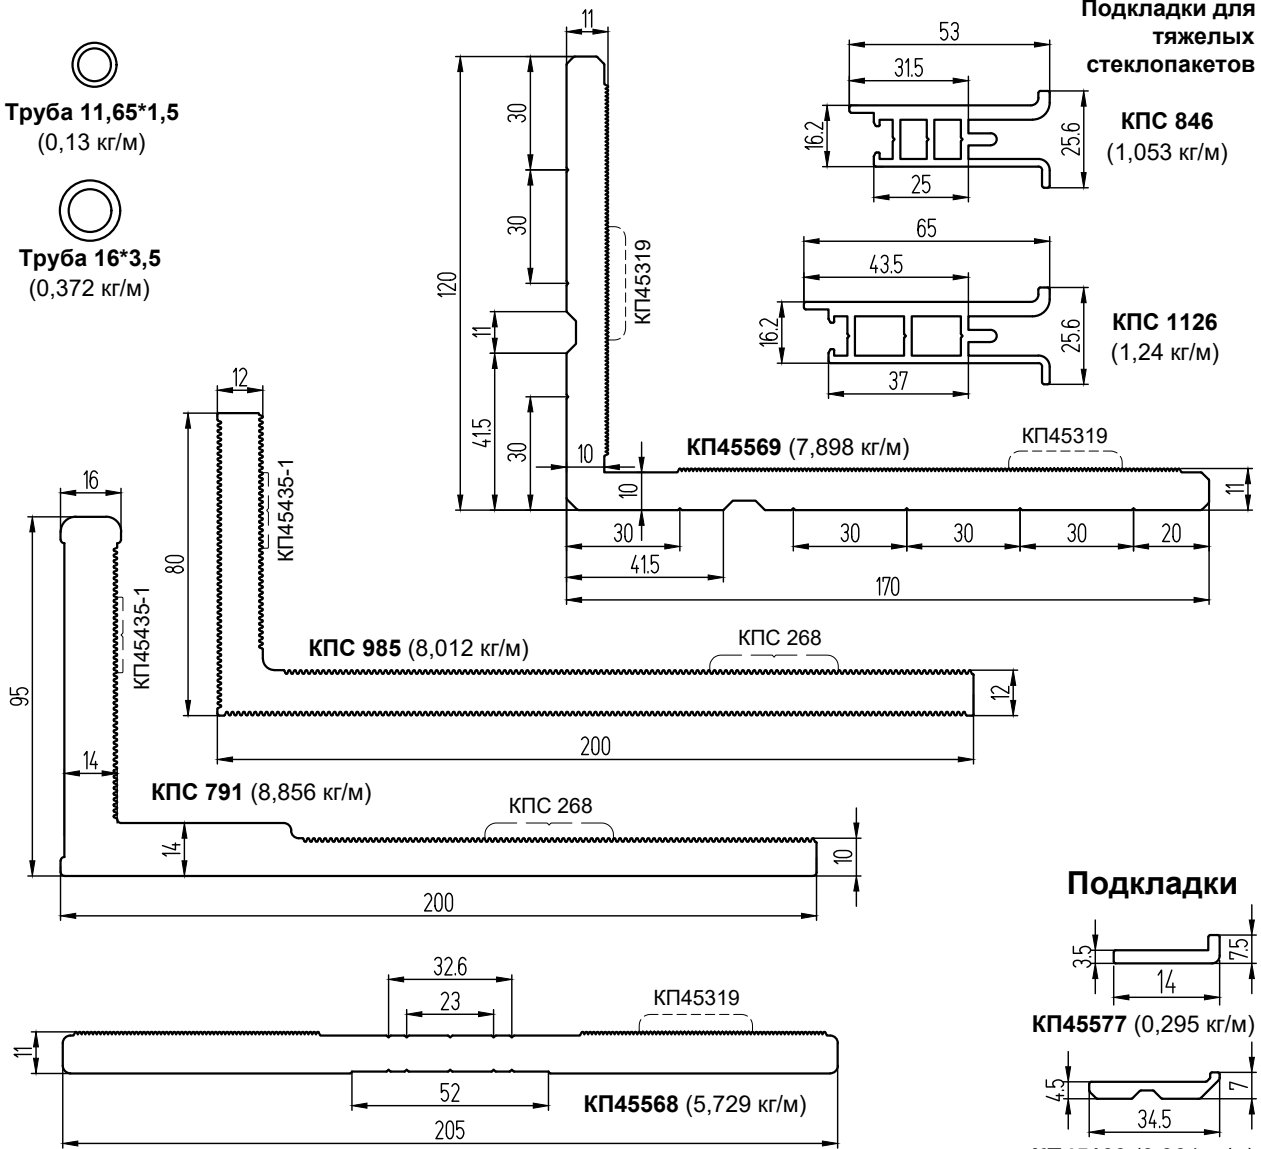 Подкладки для
тяжелых
стеклопакетов
Труба 11,65*1,5
(0,13 кг/м)
Труба 16*3,5
(0,372 кг/м)
11
30
30
120
11
41.5
30
10
10
КП45319
КП45569 (7,898 кг/м)
КП45319
11
30
30
30
30
20
41.5
170
53
31.5
16.2
25.6
25
КПС 846
(1,053 кг/м)
65
43.5
16.2
25.6
37
КПС 1126
(1,24 кг/м)
12
80
КП45435-1
КПС 985 (8,012 кг/м)
КПС 268
12
200
16
95
КП45435-1
14
КПС 791 (8,856 кг/м)
КПС 268
14
10
200
32.6
23
КП45319
11
52
КП45568 (5,729 кг/м)
205
Подкладки
3.5
7.5
14
КП45577 (0,295 кг/м)
4.5
7
34.5